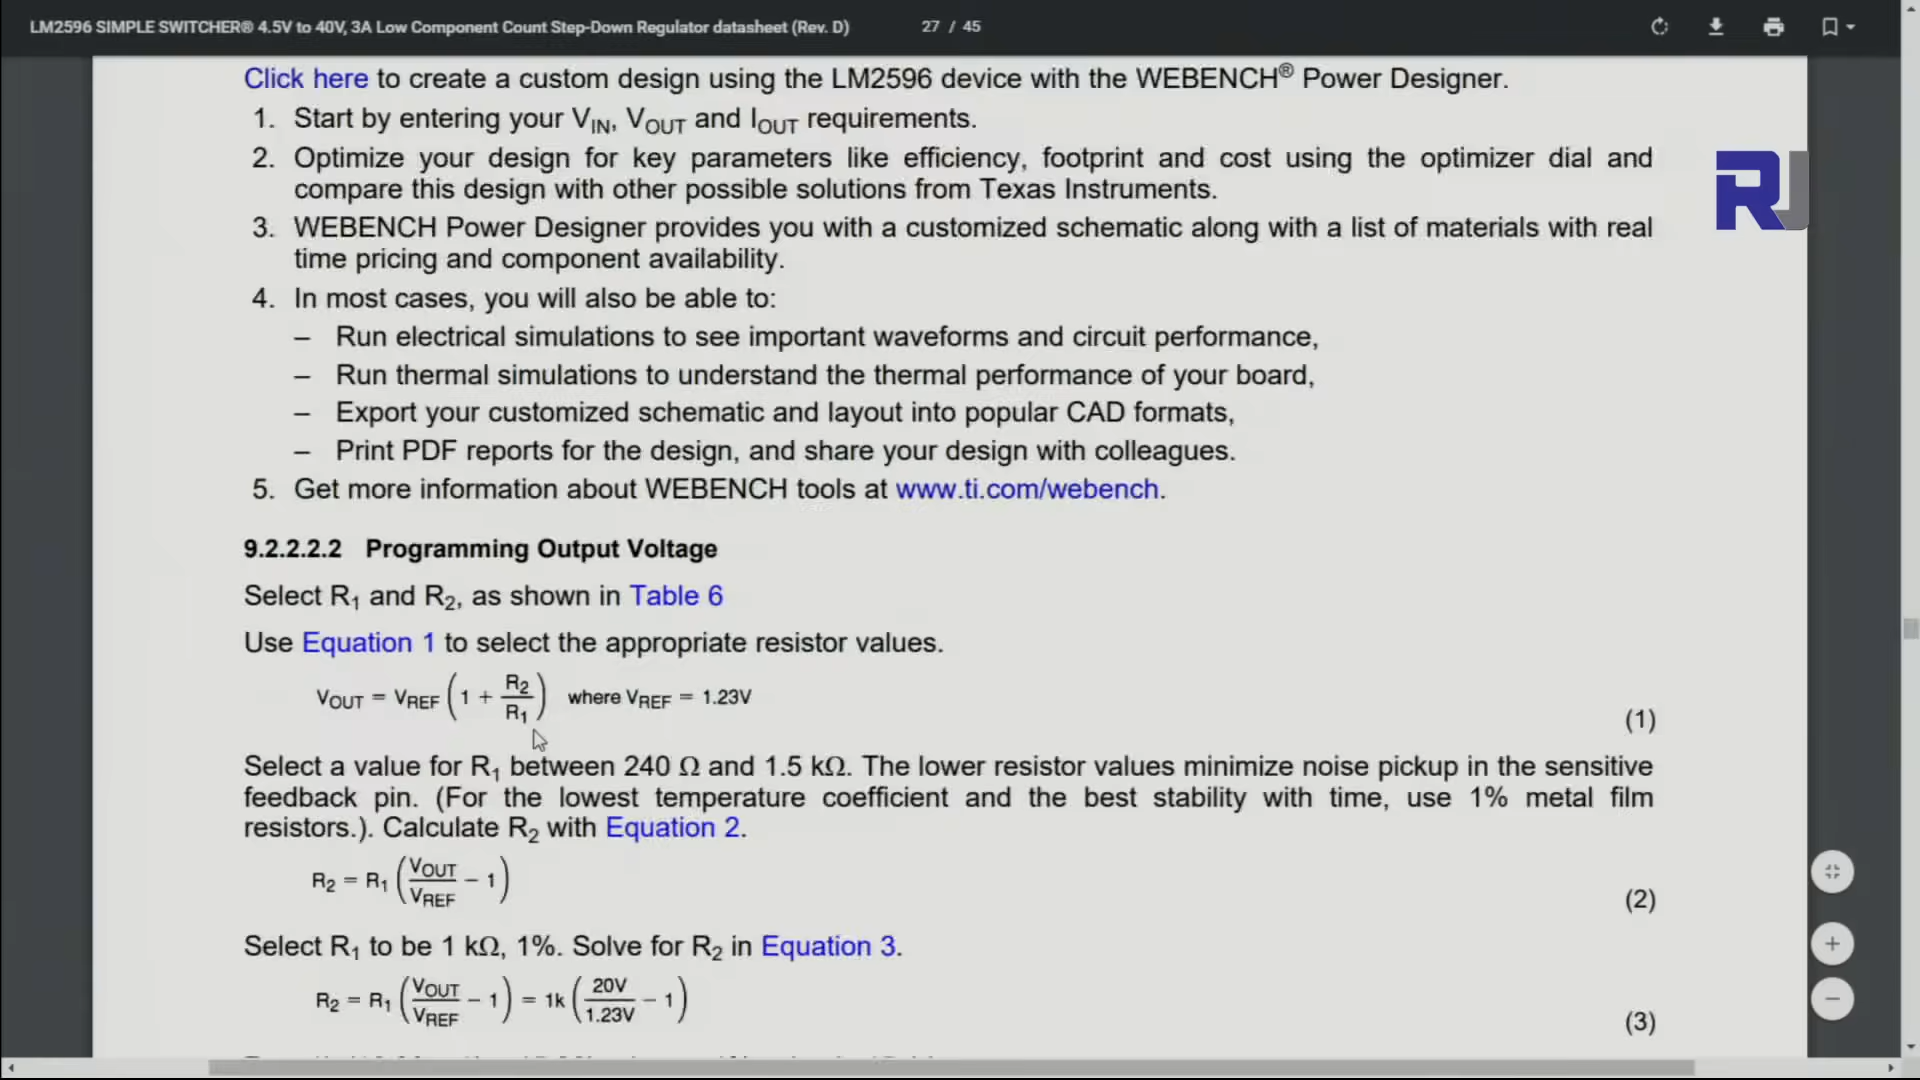 LM2596 SIMPLE SWITCHER® 4.5V to 40V, 3A Low Component Count Step-Down Regulator datasheet (Rev. D)
27 / 45
Click here to create a custom design using the LM2596 device with the WEBENCH® Power Designer.
1. Start by entering your VIN, VOUT and IOUT requirements.
2. Optimize your design for key parameters like efficiency, footprint and cost using the optimizer dial and
compare this design with other possible solutions from Texas Instruments.
3. WEBENCH Power Designer provides you with a customized schematic along with a list of materials with real
time pricing and component availability.
4. In most cases, you will also be able to:
– Run electrical simulations to see important waveforms and circuit performance,
– Run thermal simulations to understand the thermal performance of your board,
– Export your customized schematic and layout into popular CAD formats,
– Print PDF reports for the design, and share your design with colleagues.
5. Get more information about WEBENCH tools at www.ti.com/webench.
9.2.2.2.2 Programming Output Voltage
Select R1 and R2, as shown in Table 6
Use Equation 1 to select the appropriate resistor values.
VOUT = VREF (1 + R2/R1) where VREF = 1.23V
(1)
Select a value for R1 between 240 Ω and 1.5 kΩ. The lower resistor values minimize noise pickup in the sensitive
feedback pin. (For the lowest temperature coefficient and the best stability with time, use 1% metal film
resistors.). Calculate R2 with Equation 2.
R2 = R1 (VOUT/VREF − 1)
(2)
Select R1 to be 1 kΩ, 1%. Solve for R2 in Equation 3.
R2 = R1 (VOUT/VREF − 1) = 1k (20V/1.23V − 1)
(3)
RJ